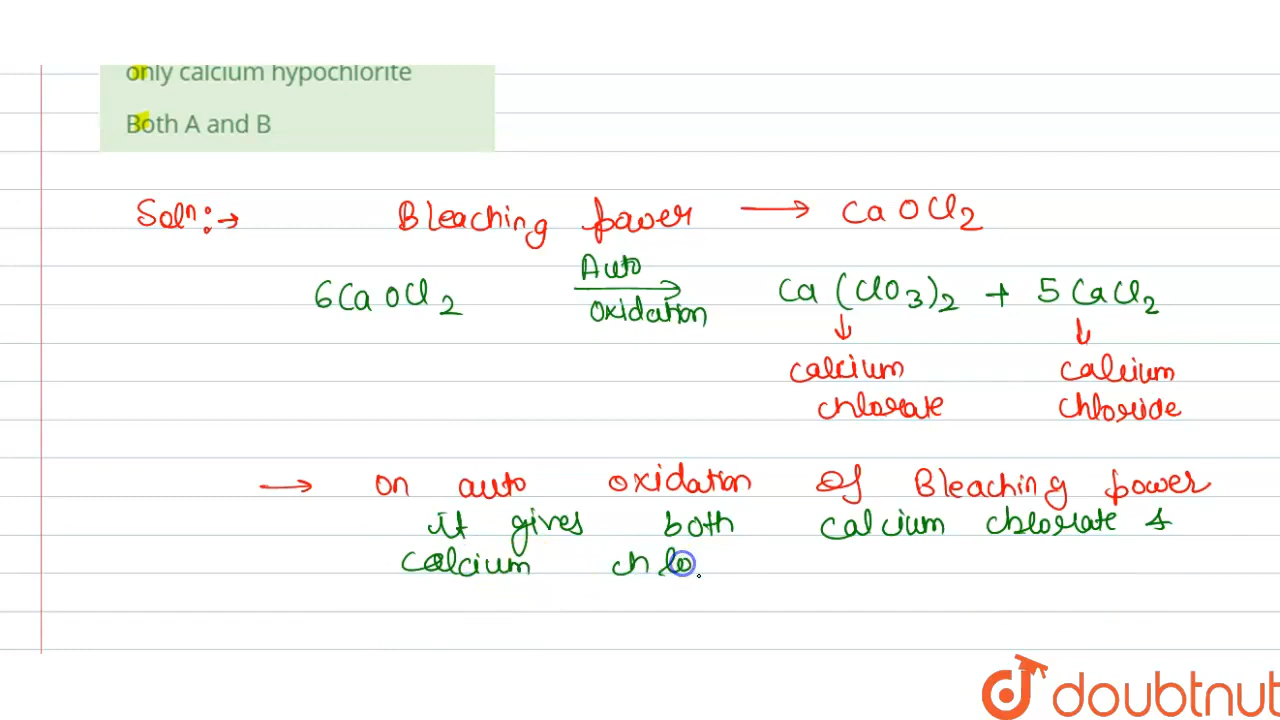 only calcium hypochlorite
Both A and B
Soln:→ Bleaching power → CaOCl2
6CaOCl2 Auto Oxidation → Ca(ClO3)2 + 5CaCl2
↓ ↓
calcium calcium
chlorate chloride
→ on auto oxidation Of Bleaching power
it gives both calcium chlorate &
calcium chlo
doubtnut